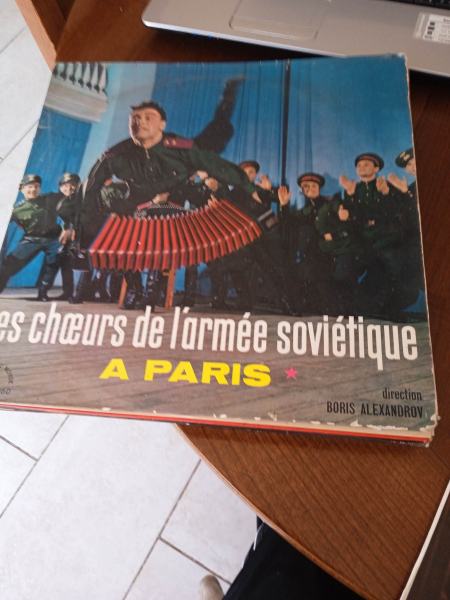 es chœurs de l'armée soviétique
A PARIS
direction
BORIS ALEXANDROV